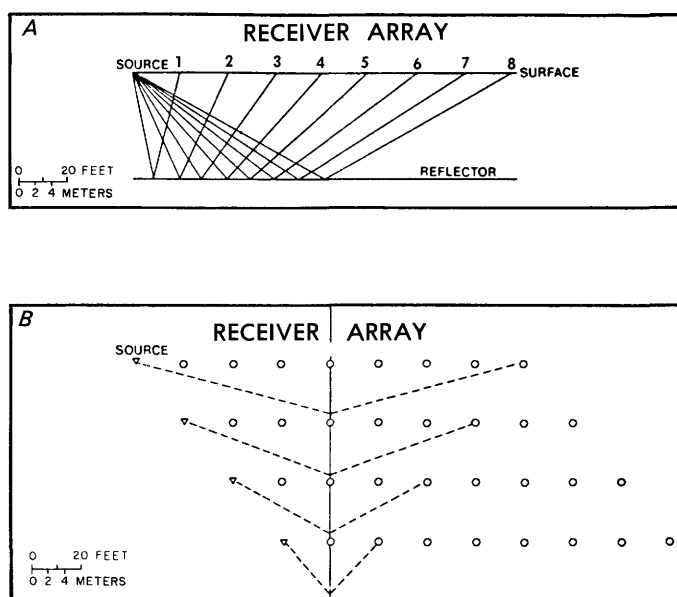 A
RECEIVER ARRAY
SOURCE 1 2 3 4 5 6 7 8 SURFACE
REFLECTOR
0 20 FEET
0 2 4 METERS
B
RECEIVER ARRAY
SOURCE
0 20 FEET
0 2 4 METERS